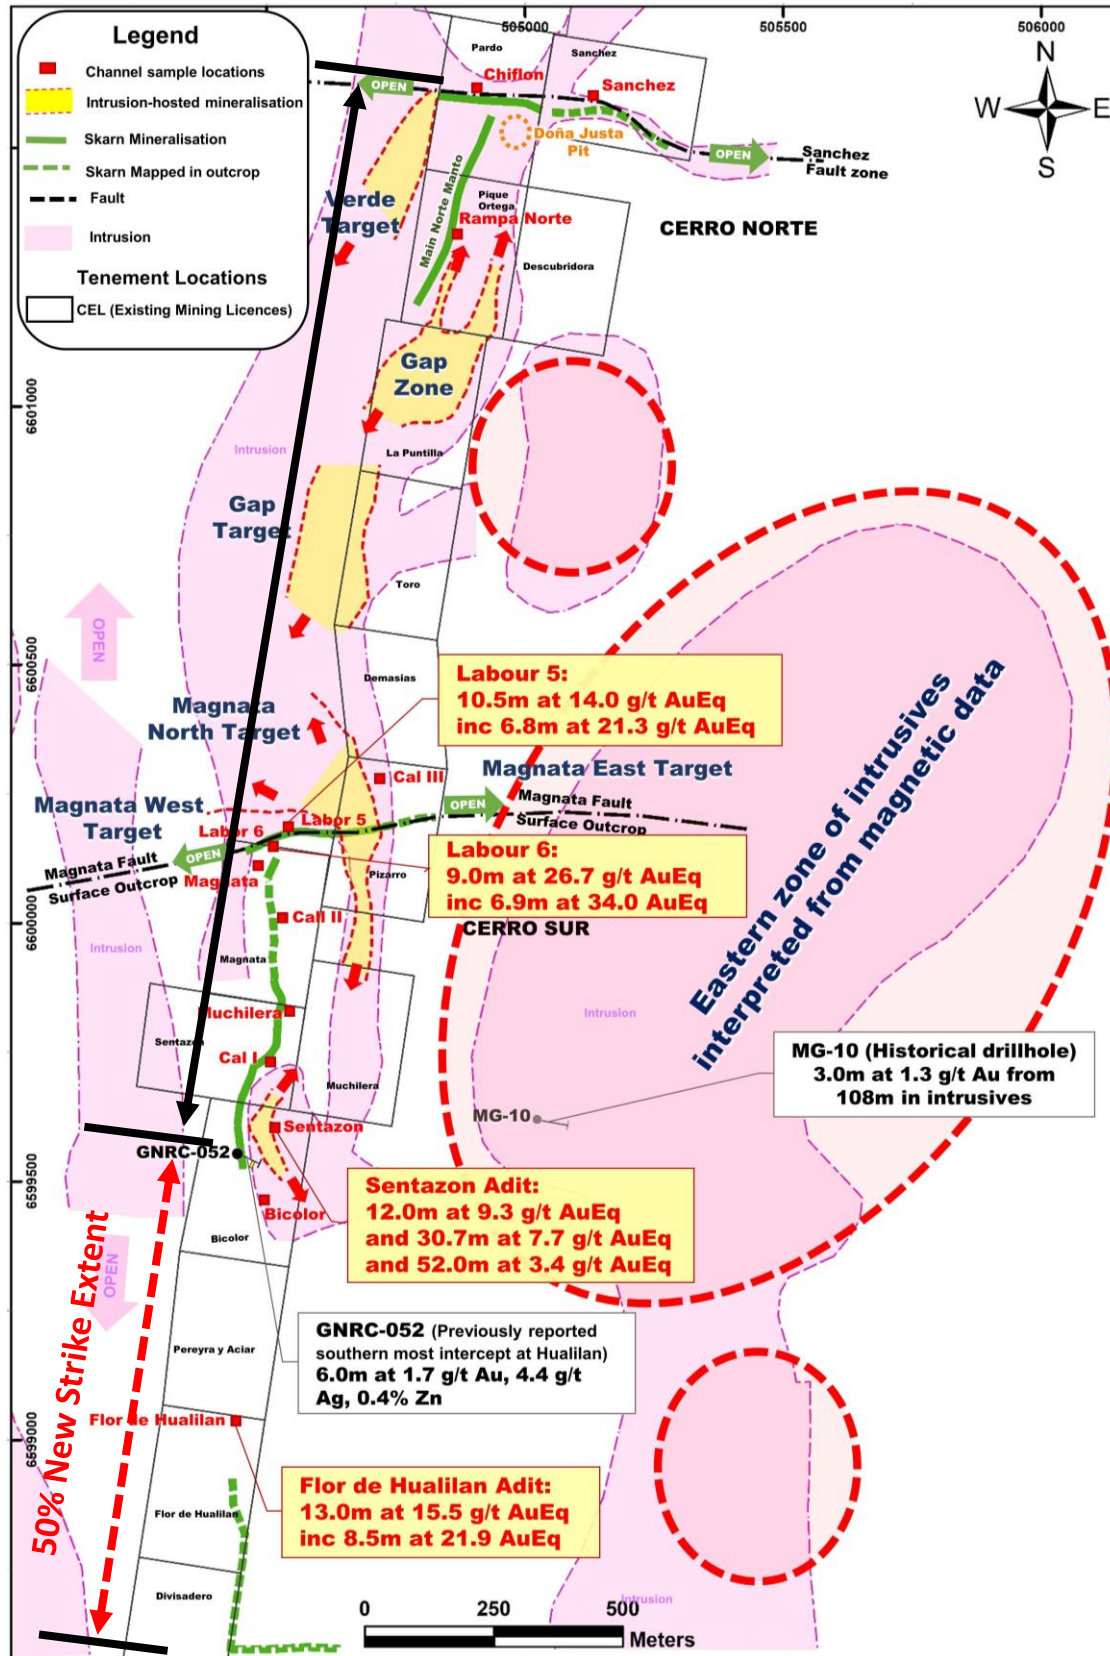 505000
505500
506000
Legend
Channel sample locations
Intrusion-hosted mineralisation
Skarn Mineralisation
Skarn Mapped in outcrop
Fault
Intrusion
Tenement Locations
CEL (Existing Mining Licences)
N
W
E
S
Pardo
Sanchez
OPEN
Chiflon
Sanchez
Doña Justa
Pit
OPEN
Sanchez
Fault zone
Verde
Target
Main Norte Manto
Pique
Ortega
Rampa Norte
CERRO NORTE
Descubridora
Gap
Zone
6601000
Intrusion
La Puntilla
Gap
Target
Toro
OPEN
6600500
Demasias
Labour 5:
10.5m at 14.0 g/t AuEq
inc 6.8m at 21.3 g/t AuEq
Magnata
North Target
Cal III
Magnata East Target
Magnata West
Target
OPEN
Magnata Fault
Surface Outcrop
Labor 6
Labor 5
OPEN
Magnata Fault
Surface Outcrop
Magnata
Pizarro
Labour 6:
9.0m at 26.7 g/t AuEq
inc 6.9m at 34.0 AuEq
6600000
Call II
CERRO SUR
Intrusion
Magnata
Eastern zone of intrusives
interpreted from magnetic data
Muchilera
Intrusion
Sentazon
Cal I
Muchilera
MG-10 (Historical drillhole)
3.0m at 1.3 g/t Au from
108m in intrusives
MG-10
Sentazon
GNRC-052
6599500
Sentazon Adit:
12.0m at 9.3 g/t AuEq
and 30.7m at 7.7 g/t AuEq
and 52.0m at 3.4 g/t AuEq
Bicolor
Bicolor
OPEN
50% New Strike Extent
GNRC-052 (Previously reported
southern most intercept at Hualilan)
6.0m at 1.7 g/t Au, 4.4 g/t
Ag, 0.4% Zn
Pereyra y Aciar
Flor de Hualilan
6599000
Flor de Hualilan Adit:
13.0m at 15.5 g/t AuEq
inc 8.5m at 21.9 AuEq
Flor de Hualilan
Divisadero
Intrusion
0
250
500
Meters